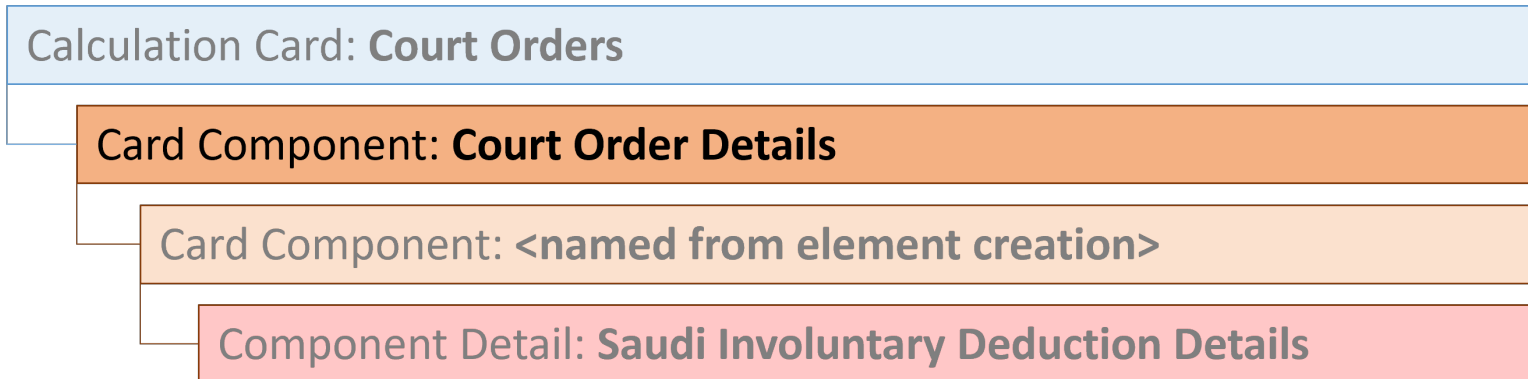 Calculation Card: Court Orders
Card Component: Court Order Details
Card Component: <named from element creation>
Component Detail: Saudi Involuntary Deduction Details